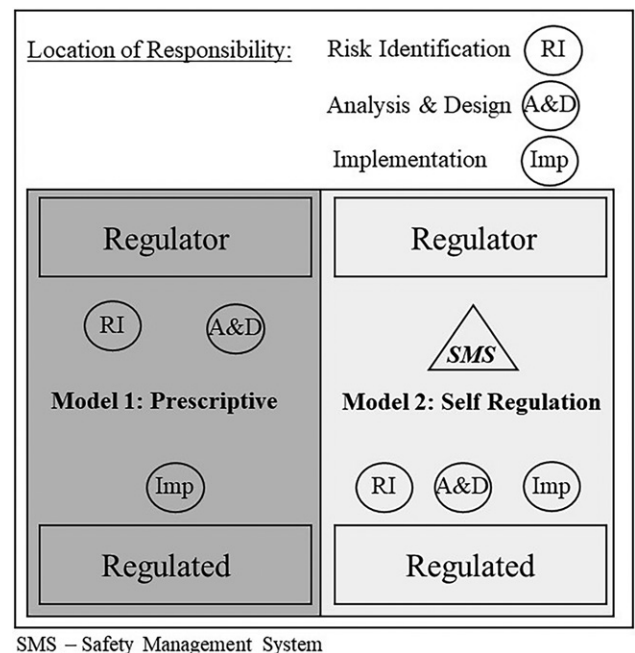 Location of Responsibility:
Risk Identification RI
Analysis & Design A&D
Implementation Imp
Regulator
RI A&D
Model 1: Prescriptive
Imp
Regulated
Regulator
SMS
Model 2: Self Regulation
RI A&D Imp
Regulated
SMS – Safety Management System